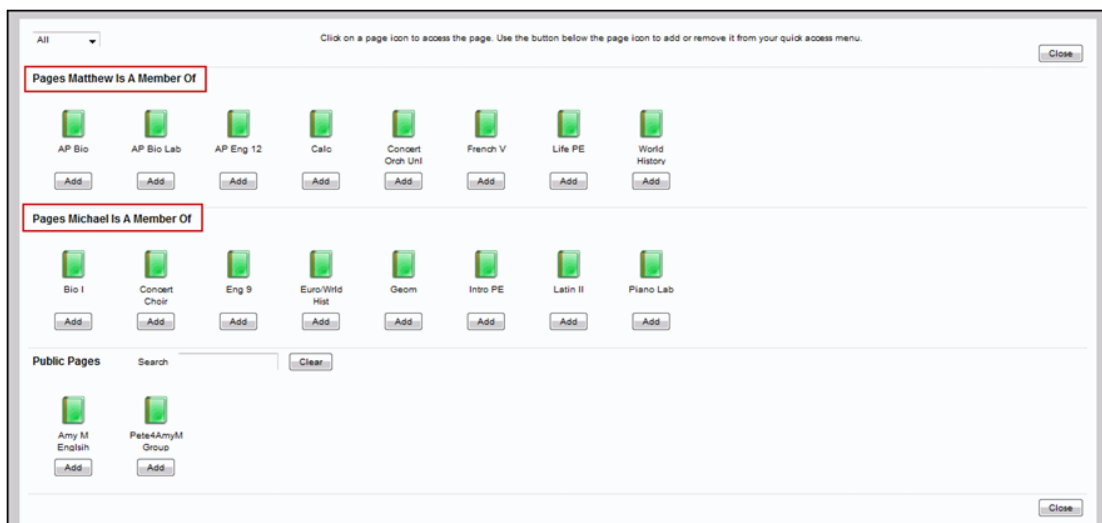 All
Click on a page icon to access the page. Use the button below the page icon to add or remove it from your quick access menu.
Close
Pages Matthew Is A Member Of
AP Bio
AP Bio Lab
AP Eng 12
Calc
Concert
Orch Unl
French V
Life PE
World
History
Add
Add
Add
Add
Add
Add
Add
Add
Pages Michael Is A Member Of
Bio I
Concert
Choir
Eng 9
Euro/Wrld
Hist
Geom
Intro PE
Latin II
Piano Lab
Add
Add
Add
Add
Add
Add
Add
Add
Public Pages
Search
Clear
Amy M
Englsih
Pete4AmyM
Group
Add
Add
Close